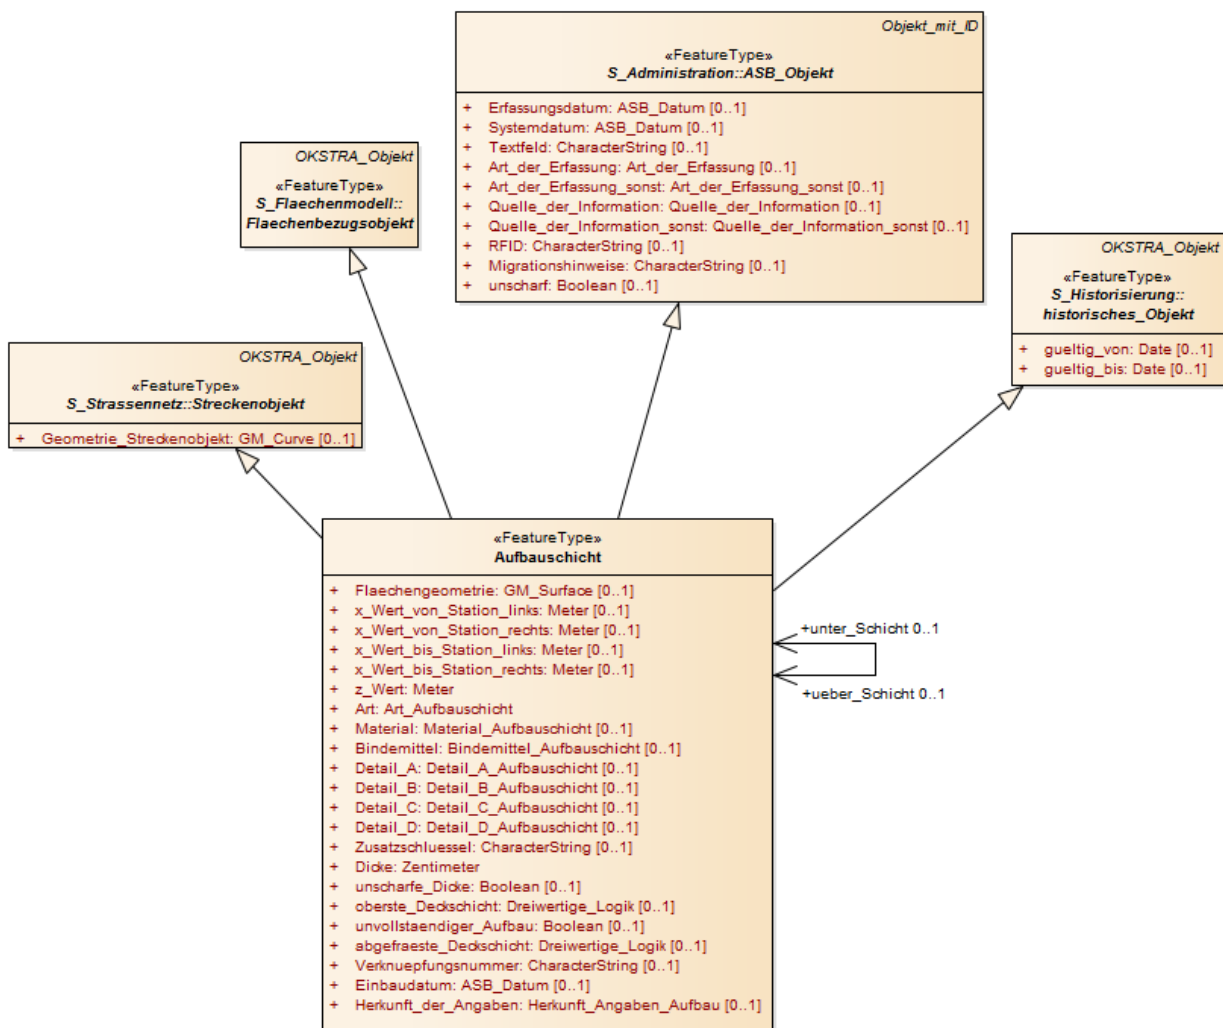 Objekt_mit_ID
«FeatureType»
S_Administration::ASB_Objekt
+ Erfassungsdatum: ASB_Datum [0..1]
+ Systemdatum: ASB_Datum [0..1]
+ Textfeld: CharacterString [0..1]
+ Art_der_Erfassung: Art_der_Erfassung [0..1]
+ Art_der_Erfassung_sonst: Art_der_Erfassung_sonst [0..1]
+ Quelle_der_Information: Quelle_der_Information [0..1]
+ Quelle_der_Information_sonst: Quelle_der_Information_sonst [0..1]
+ RFID: CharacterString [0..1]
+ Migrationshinweise: CharacterString [0..1]
+ unscharf: Boolean [0..1]
OKSTRA_Objekt
«FeatureType»
S_Flaechenmodell::
Flaechenbezugsobjekt
OKSTRA_Objekt
«FeatureType»
S_Historisierung::
historisches_Objekt
+ gueltig_von: Date [0..1]
+ gueltig_bis: Date [0..1]
OKSTRA_Objekt
«FeatureType»
S_Strassennetz::Streckenobjekt
+ Geometrie_Streckenobjekt: GM_Curve [0..1]
«FeatureType»
Aufbauschicht
+ Flaechengeometrie: GM_Surface [0..1]
+ x_Wert_von_Station_links: Meter [0..1]
+ x_Wert_von_Station_rechts: Meter [0..1]
+ x_Wert_bis_Station_links: Meter [0..1]
+ x_Wert_bis_Station_rechts: Meter [0..1]
+ z_Wert: Meter
+ Art: Art_Aufbauschicht
+ Material: Material_Aufbauschicht [0..1]
+ Bindemittel: Bindemittel_Aufbauschicht [0..1]
+ Detail_A: Detail_A_Aufbauschicht [0..1]
+ Detail_B: Detail_B_Aufbauschicht [0..1]
+ Detail_C: Detail_C_Aufbauschicht [0..1]
+ Detail_D: Detail_D_Aufbauschicht [0..1]
+ Zusatzschluessel: CharacterString [0..1]
+ Dicke: Zentimeter
+ unscharfe_Dicke: Boolean [0..1]
+ oberste_Deckschicht: Dreiwertige_Logik [0..1]
+ unvollstaendiger_Aufbau: Boolean [0..1]
+ abgefraeste_Deckschicht: Dreiwertige_Logik [0..1]
+ Verknuepfungsnummer: CharacterString [0..1]
+ Einbaudatum: ASB_Datum [0..1]
+ Herkunft_der_Angaben: Herkunft_Angaben_Aufbau [0..1]
+unter_Schicht 0..1
+ueber_Schicht 0..1